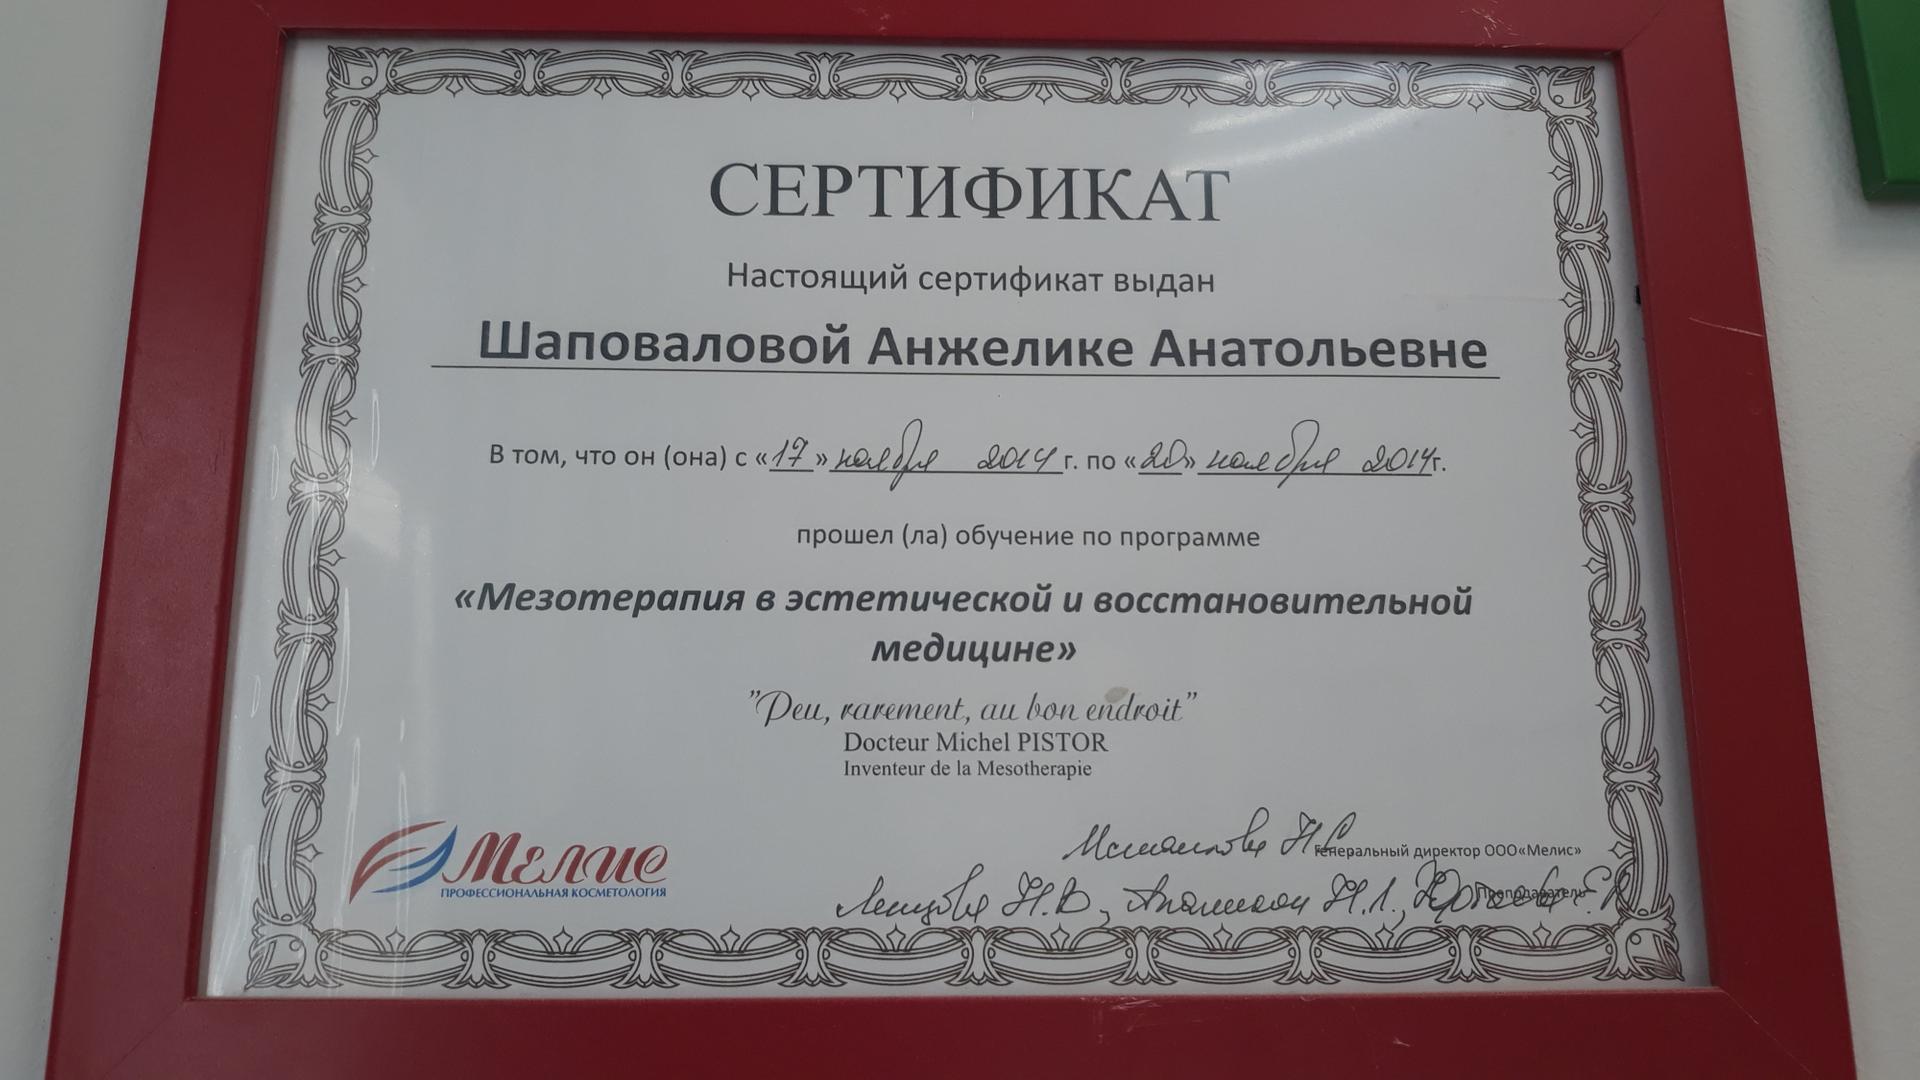 СЕРТИФИКАТ
Настоящий сертификат выдан
Шаповаловой Анжелике Анатольевне
В том, что он (она) с «17» ноября 2014 г. по «20» ноября 2014г.
прошел (ла) обучение по программе
«Мезотерапия в эстетической и восстановительной
медицине»
"Peu, rarement, au bon endroit"
Docteur Michel PISTOR
Inventeur de la Mesotherapie
Мелис
ПРОФЕССИОНАЛЬНАЯ КОСМЕТОЛОГИЯ
Генеральный директор ООО«Мелис»
Преподаватель